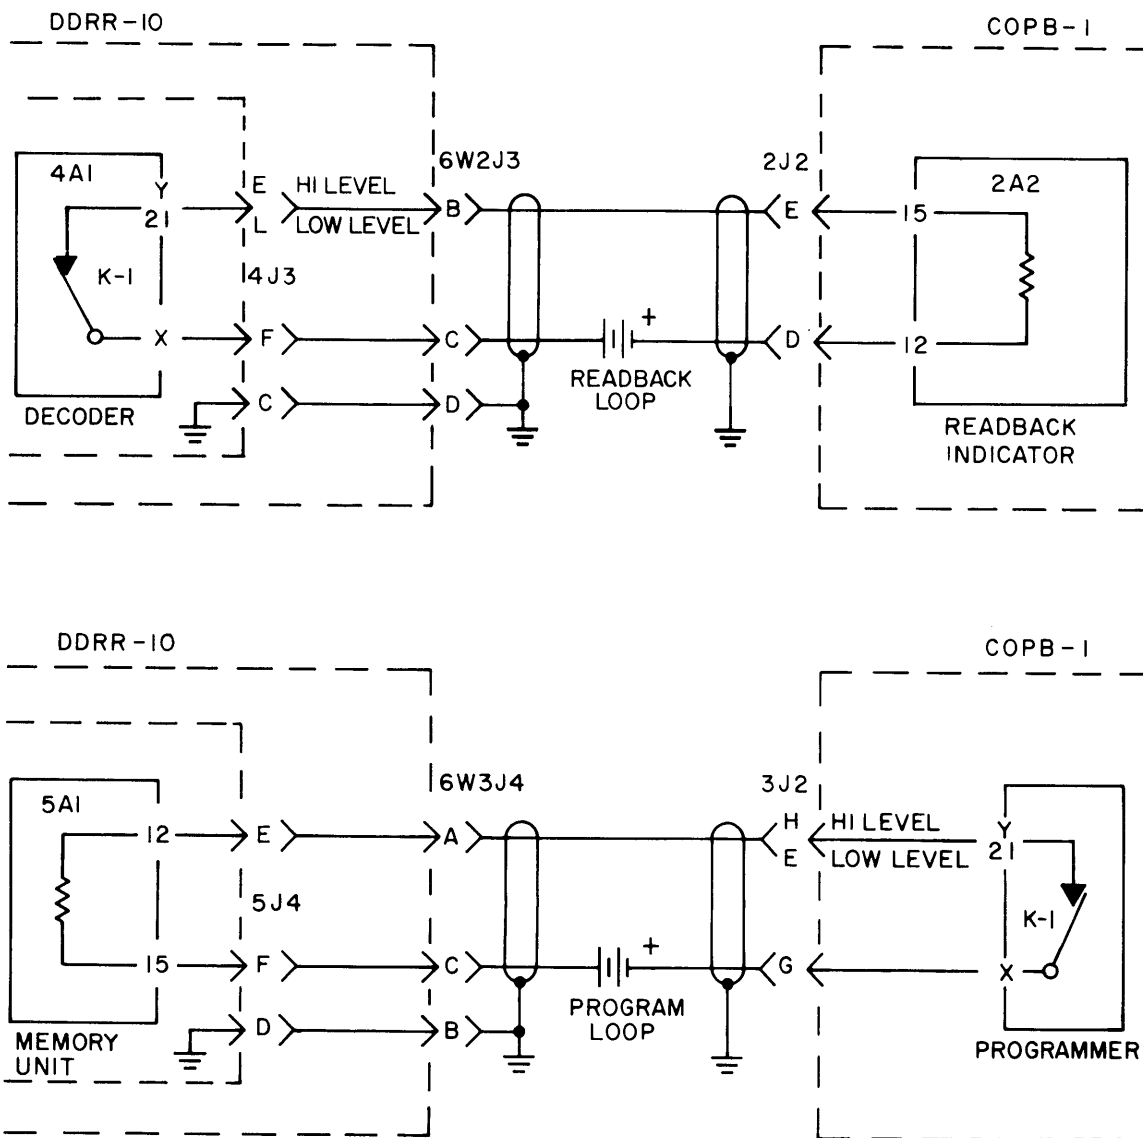 DDRR-10
COPB-1
6W2J3
2J2
4A1
Y
21
E
L
HI LEVEL
LOW LEVEL
B
E
15
2A2
K-1
4J3
X
F
C
+
D
12
READBACK
LOOP
C
D
DECODER
READBACK
INDICATOR
DDRR-10
COPB-1
6W3J4
3J2
5A1
12
E
A
H
E
HI LEVEL
LOW LEVEL
Y
21
5J4
K-1
15
F
C
+
G
X
PROGRAM
LOOP
D
B
MEMORY
UNIT
PROGRAMMER